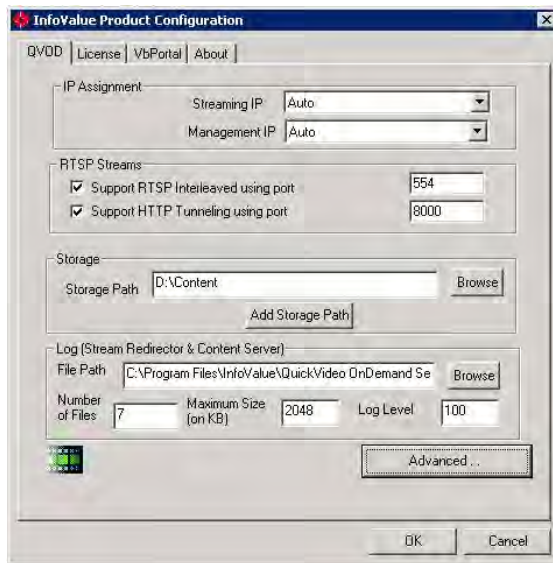 InfoValue Product Configuration
QVOD License VbPortal About
IP Assignment
Streaming IP Auto
Management IP Auto
RTSP Streams
Support RTSP Interleaved using port 554
Support HTTP Tunneling using port 8000
Storage
Storage Path D:\Content Browse
Add Storage Path
Log (Stream Redirector & Content Server)
File Path C:\Program Files\InfoValue\QuickVideo OnDemand Se Browse
Number of Files 7 Maximum Size (on KB) 2048 Log Level 100
Advanced ..
OK Cancel